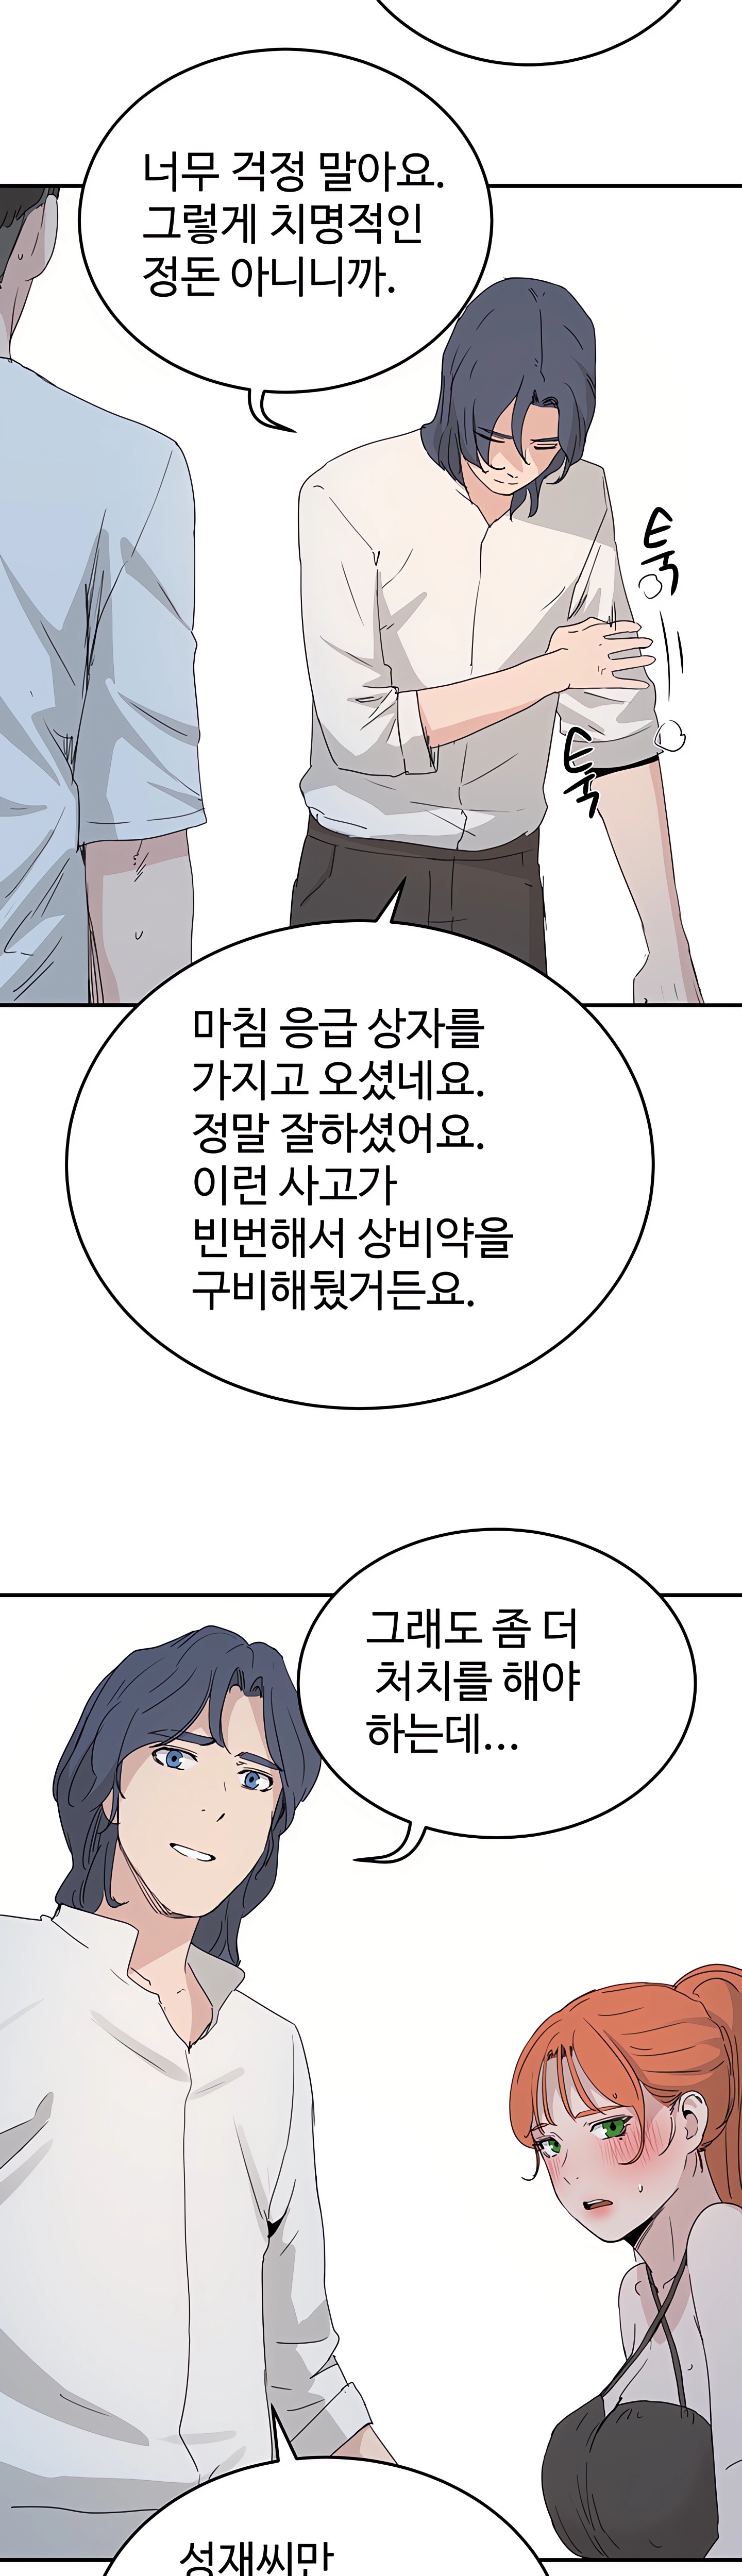 너무 걱정 말아요.
그렇게 치명적인
정돈 아니니까.
툭
툭
마침 응급 상자를
가지고 오셨네요.
정말 잘하셨어요.
이런 사고가
빈번해서 상비약을
구비해뒀거든요.
그래도 좀 더
처치를 해야
하는데...
성재씨만